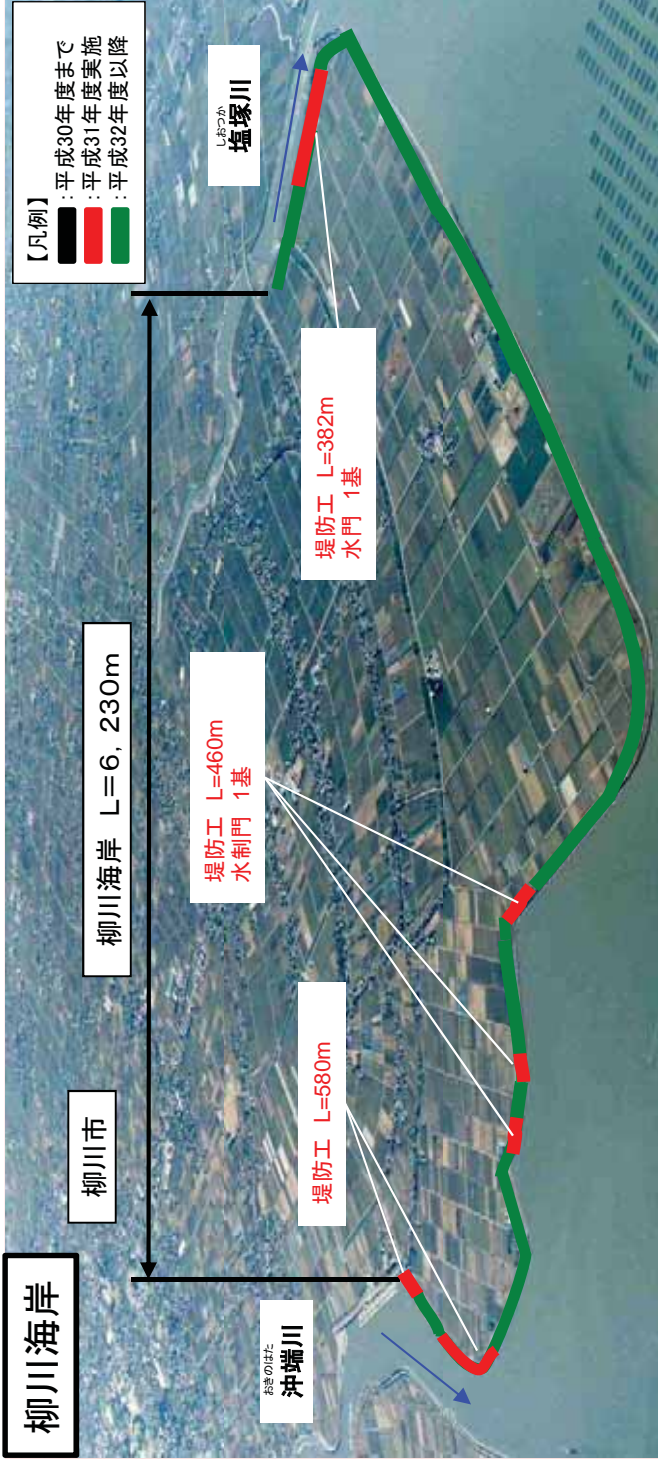 柳川海岸
柳川市
柳川海岸 L=6,230m
【凡例】
:平成30年度まで
:平成31年度実施
:平成32年度以降
おきのはた
沖端川
堤防工 L=580m
堤防工 L=460m
水制門 1基
堤防工 L=382m
水門 1基
しおつか
塩塚川